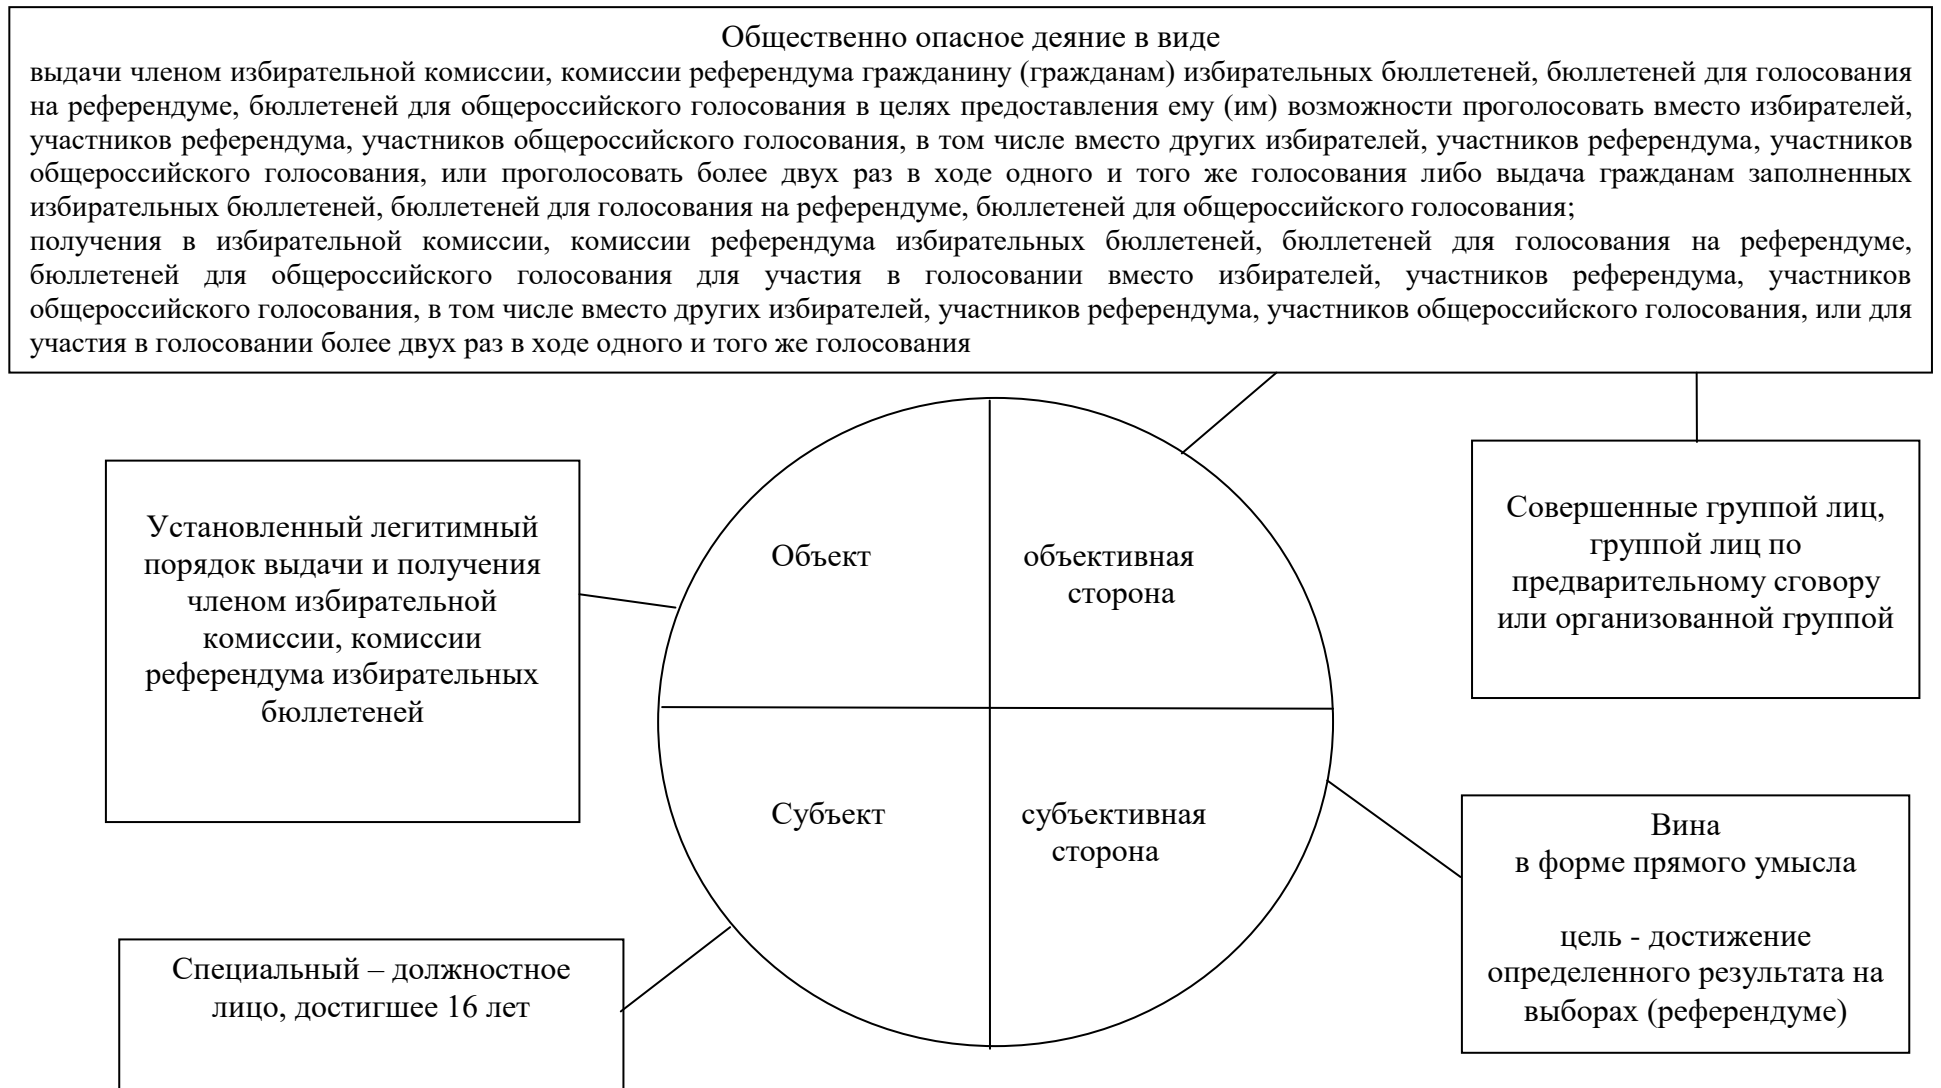 Общественно опасное деяние в виде
выдачи членом избирательной комиссии, комиссии референдума гражданину (гражданам) избирательных бюллетеней, бюллетеней для голосования
на референдуме, бюллетеней для общероссийского голосования в целях предоставления ему (им) возможности проголосовать вместо избирателей,
участников референдума, участников общероссийского голосования, в том числе вместо других избирателей, участников референдума, участников
общероссийского голосования, или проголосовать более двух раз в ходе одного и того же голосования либо выдача гражданам заполненных
избирательных бюллетеней, бюллетеней для голосования на референдуме, бюллетеней для общероссийского голосования;
получения в избирательной комиссии, комиссии референдума избирательных бюллетеней, бюллетеней для голосования на референдуме,
бюллетеней для общероссийского голосования для участия в голосовании вместо избирателей, участников референдума, участников
общероссийского голосования, в том числе вместо других избирателей, участников референдума, участников общероссийского голосования, или для
участия в голосовании более двух раз в ходе одного и того же голосования
Установленный легитимный
порядок выдачи и получения
членом избирательной
комиссии, комиссии
референдума избирательных
бюллетеней
Объект
объективная
сторона
Совершенные группой лиц,
группой лиц по
предварительному сговору
или организованной группой
Субъект
субъективная
сторона
Вина
в форме прямого умысла
цель - достижение
определенного результата на
выборах (референдуме)
Специальный – должностное
лицо, достигшее 16 лет